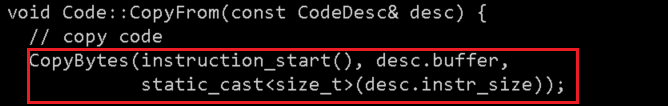 void Code::CopyFrom(const CodeDesc& desc) {
// copy code
CopyBytes(instruction_start(), desc.buffer,
static_cast<size_t>(desc.instr_size));